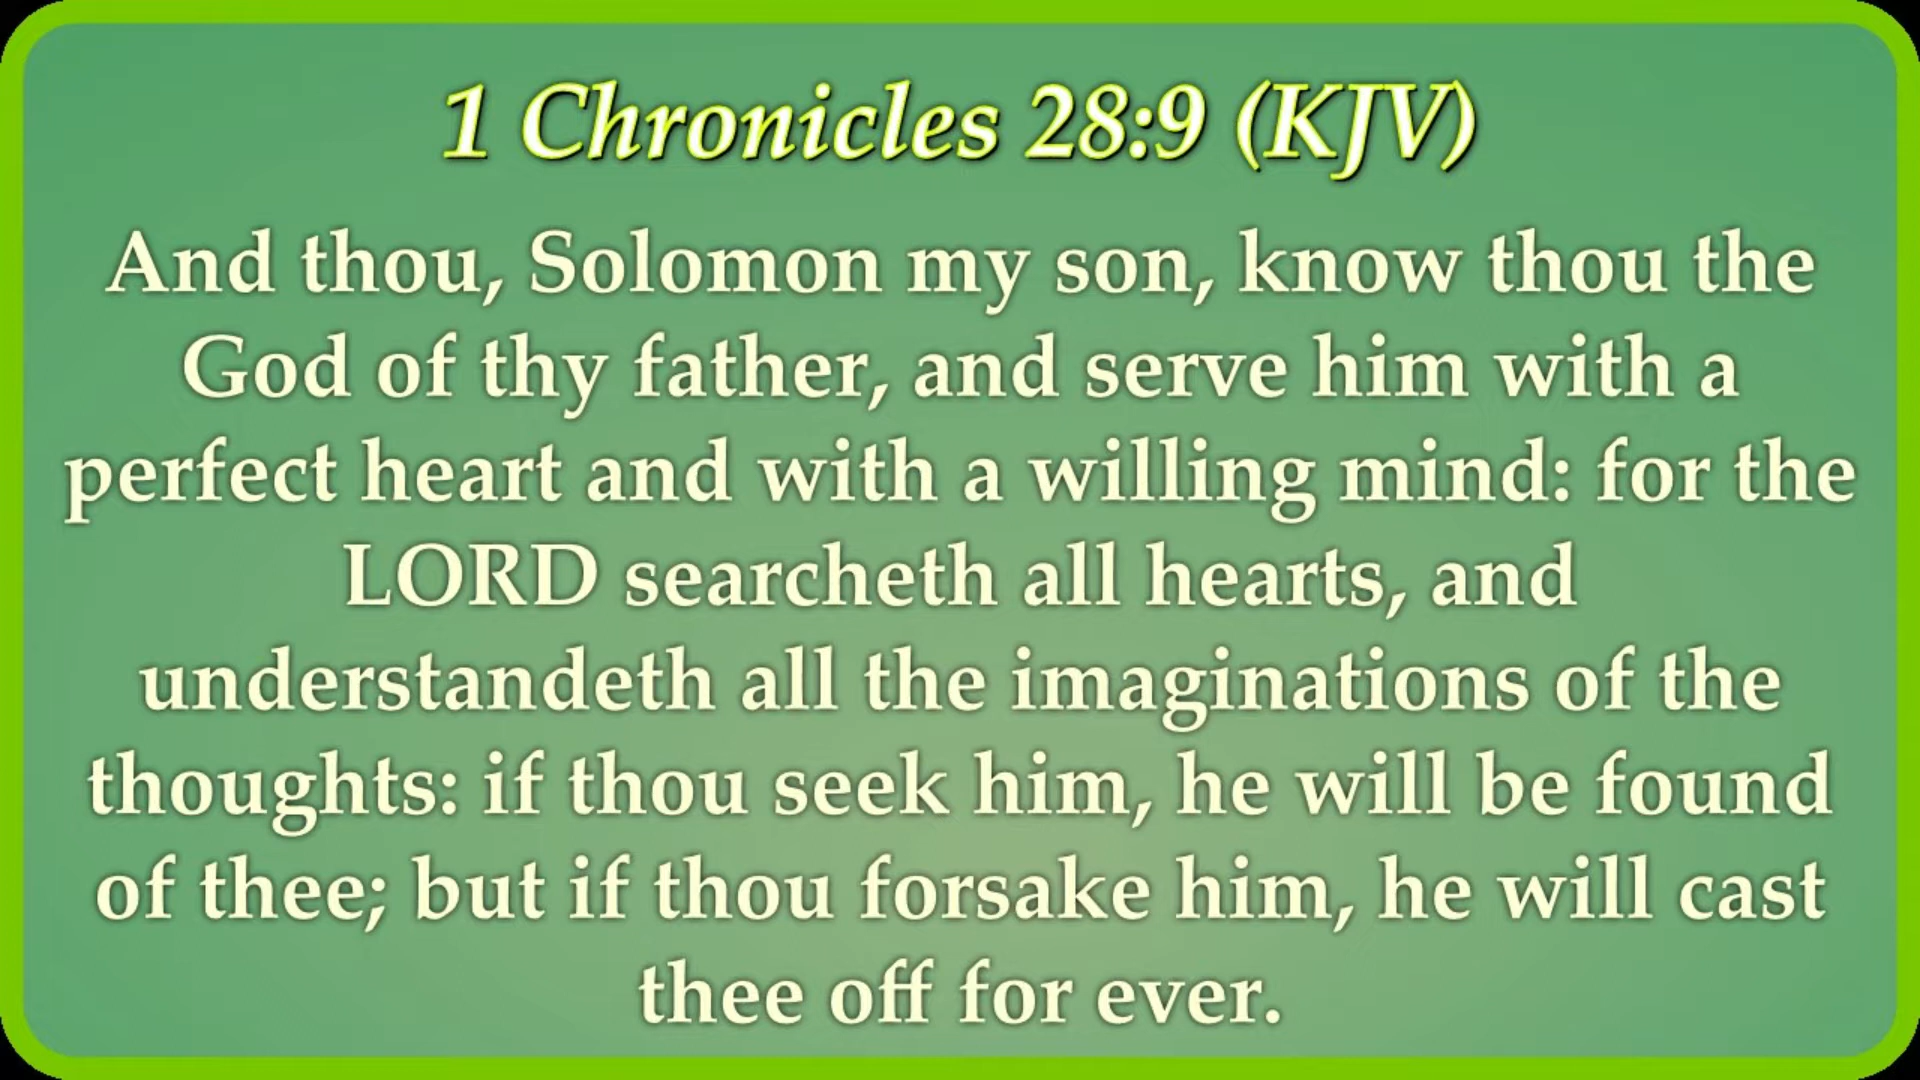 1 Chronicles 28:9 (KJV)
And thou, Solomon my son, know thou the
God of thy father, and serve him with a
perfect heart and with a willing mind: for the
LORD searcheth all hearts, and
understandeth all the imaginations of the
thoughts: if thou seek him, he will be found
of thee; but if thou forsake him, he will cast
thee off for ever.